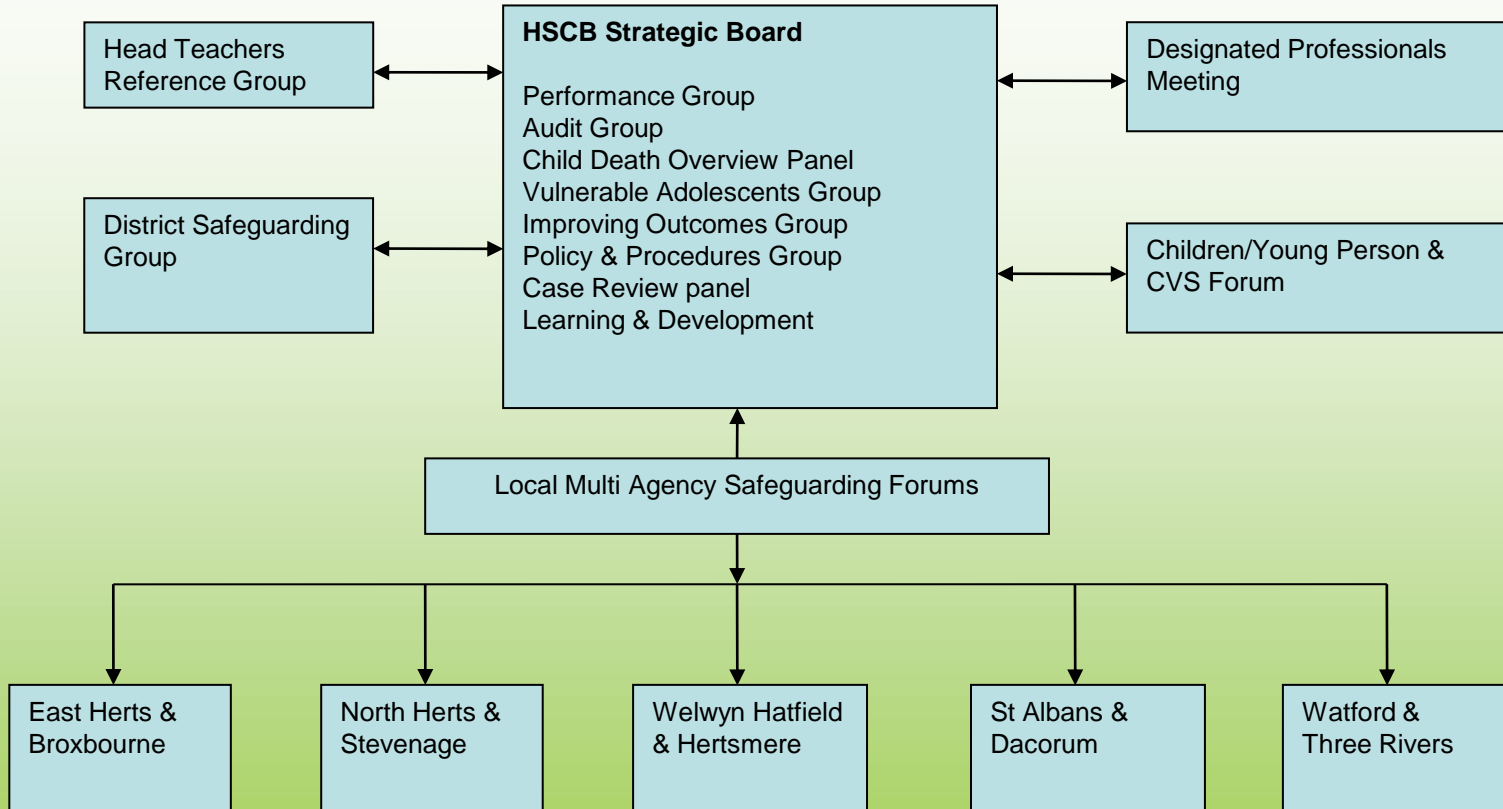 Head Teachers
Reference Group
District Safeguarding
Group
HSCB Strategic Board
Performance Group
Audit Group
Child Death Overview Panel
Vulnerable Adolescents Group
Improving Outcomes Group
Policy & Procedures Group
Case Review panel
Learning & Development
Designated Professionals
Meeting
Children/Young Person &
CVS Forum
Local Multi Agency Safeguarding Forums
East Herts &
Broxbourne
North Herts &
Stevenage
Welwyn Hatfield
& Hertsmere
St Albans &
Dacorum
Watford &
Three Rivers